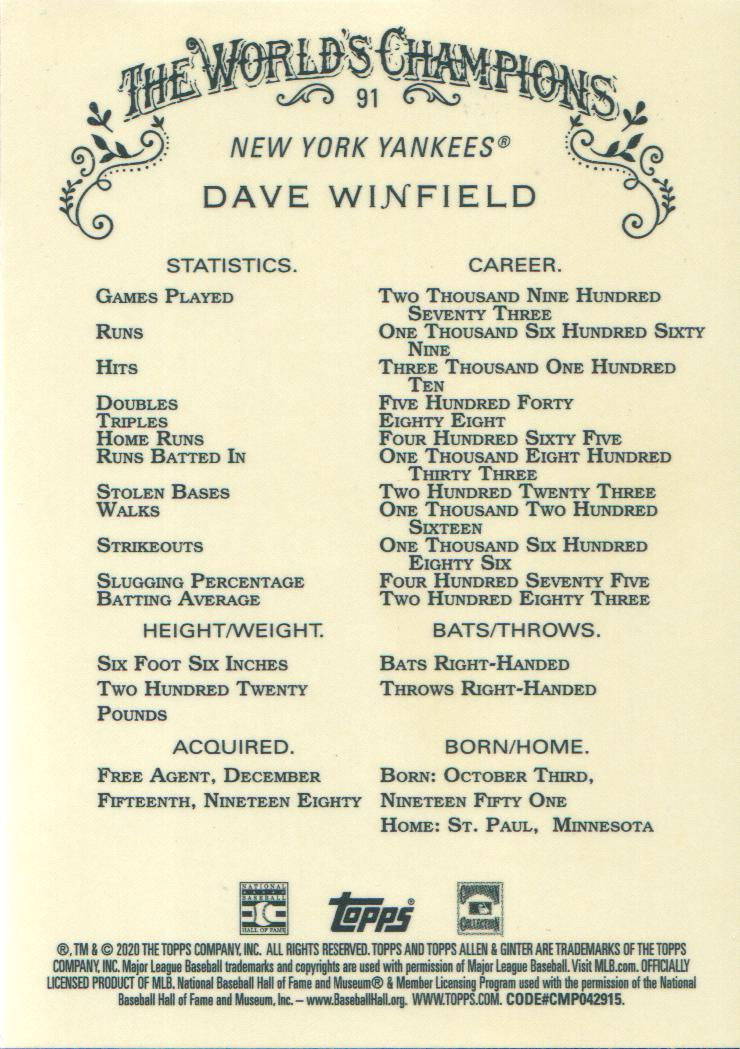 THE WORLD'S CHAMPIONS
91
NEW YORK YANKEES®
DAVE WINFIELD
STATISTICS. CAREER.
GAMES PLAYED TWO THOUSAND NINE HUNDRED
SEVENTY THREE
RUNS ONE THOUSAND SIX HUNDRED SIXTY
NINE
HITS THREE THOUSAND ONE HUNDRED
TEN
DOUBLES FIVE HUNDRED FORTY
TRIPLES EIGHTY EIGHT
HOME RUNS FOUR HUNDRED SIXTY FIVE
RUNS BATTED IN ONE THOUSAND EIGHT HUNDRED
THIRTY THREE
STOLEN BASES TWO HUNDRED TWENTY THREE
WALKS ONE THOUSAND TWO HUNDRED
SIXTEEN
STRIKEOUTS ONE THOUSAND SIX HUNDRED
EIGHTY SIX
SLUGGING PERCENTAGE FOUR HUNDRED SEVENTY FIVE
BATTING AVERAGE TWO HUNDRED EIGHTY THREE
HEIGHT/WEIGHT. BATS/THROWS.
SIX FOOT SIX INCHES BATS RIGHT-HANDED
TWO HUNDRED TWENTY THROWS RIGHT-HANDED
POUNDS
ACQUIRED. BORN/HOME.
FREE AGENT, DECEMBER BORN: OCTOBER THIRD,
FIFTEENTH, NINETEEN EIGHTY NINETEEN FIFTY ONE
HOME: ST. PAUL, MINNESOTA
NATIONAL
BASEBALL
HALL OF FAME
topps®
COOPERSTOWN
COLLECTION
®, TM & © 2020 THE TOPPS COMPANY, INC. ALL RIGHTS RESERVED. TOPPS AND TOPPS ALLEN & GINTER ARE TRADEMARKS OF THE TOPPS
COMPANY, INC. Major League Baseball trademarks and copyrights are used with permission of Major League Baseball. Visit MLB.com. OFFICIALLY
LICENSED PRODUCT OF MLB. National Baseball Hall of Fame and Museum® & Member Licensing Program used with the permission of the National
Baseball Hall of Fame and Museum, Inc. – www.BaseballHall.org. WWW.TOPPS.COM. CODE#CMP042915.